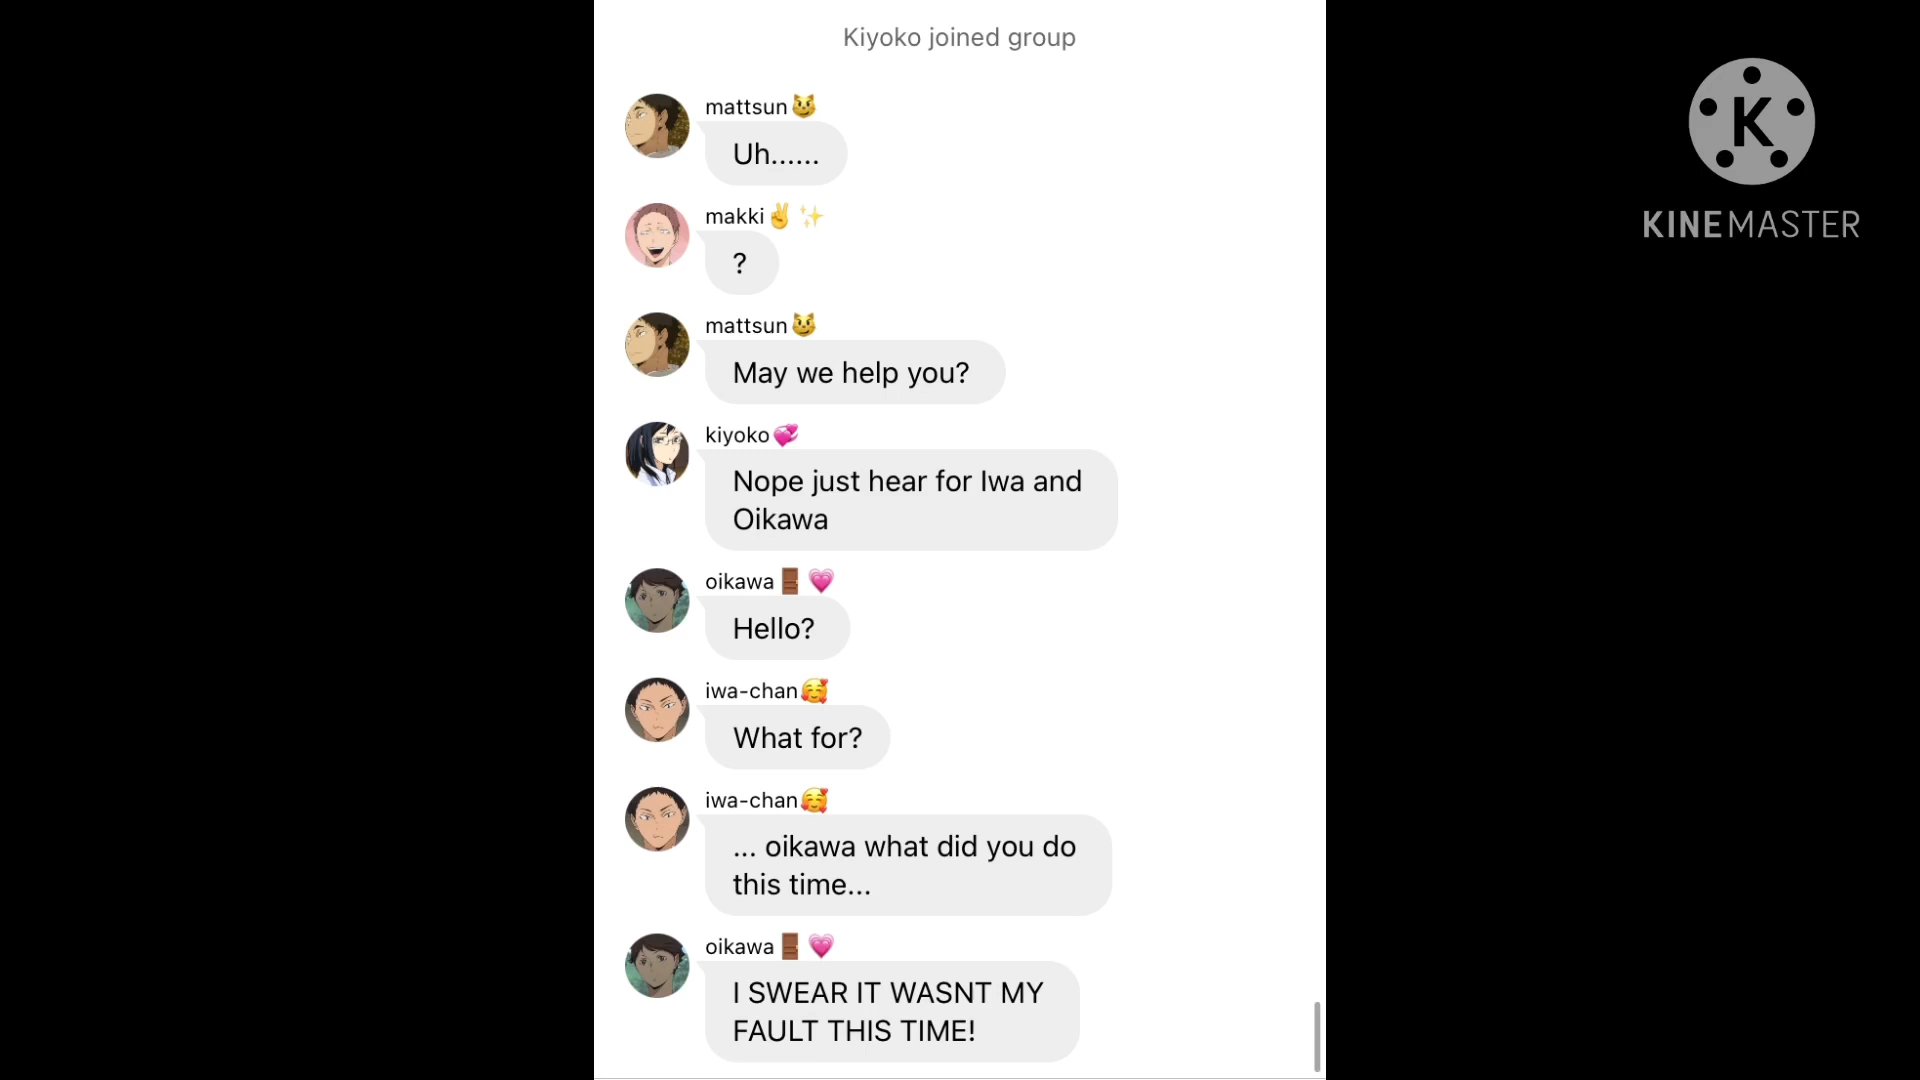 Kiyoko joined group
mattsun😼
Uh......
makki✌️✨
?
mattsun😼
May we help you?
kiyoko💞
Nope just hear for Iwa and
Oikawa
oikawa🚪💗
Hello?
iwa-chan🥰
What for?
iwa-chan🥰
... oikawa what did you do
this time...
oikawa🚪💗
I SWEAR IT WASNT MY
FAULT THIS TIME!
K
KINEMASTER